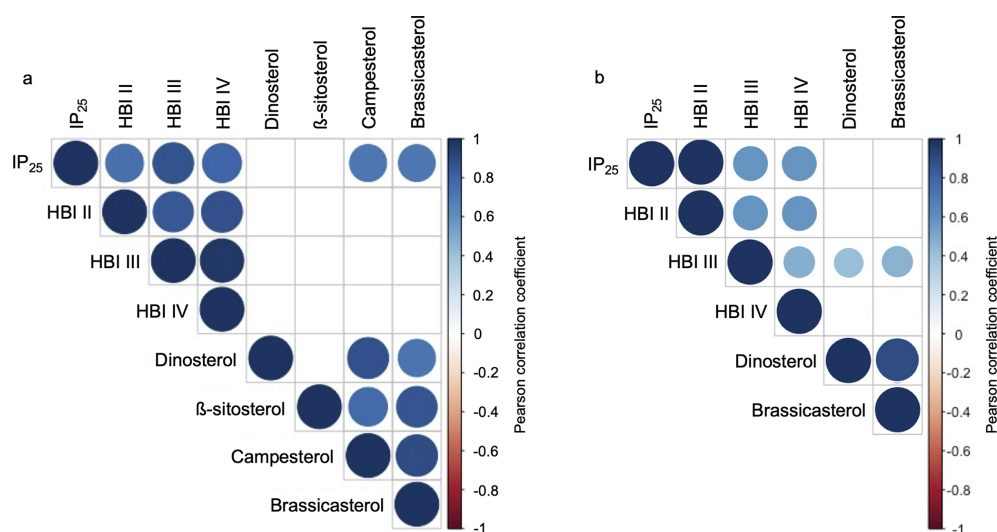 a
IP25
HBI II
HBI III
HBI IV
Dinosterol
ß-sitosterol
Campesterol
Brassicasterol
IP25
HBI II
HBI III
HBI IV
Dinosterol
ß-sitosterol
Campesterol
Brassicasterol
1
0.8
0.6
0.4
0.2
0
-0.2
-0.4
-0.6
-0.8
-1
Pearson correlation coefficient
b
IP25
HBI II
HBI III
HBI IV
Dinosterol
Brassicasterol
IP25
HBI II
HBI III
HBI IV
Dinosterol
Brassicasterol
1
0.8
0.6
0.4
0.2
0
-0.2
-0.4
-0.6
-0.8
-1
Pearson correlation coefficient